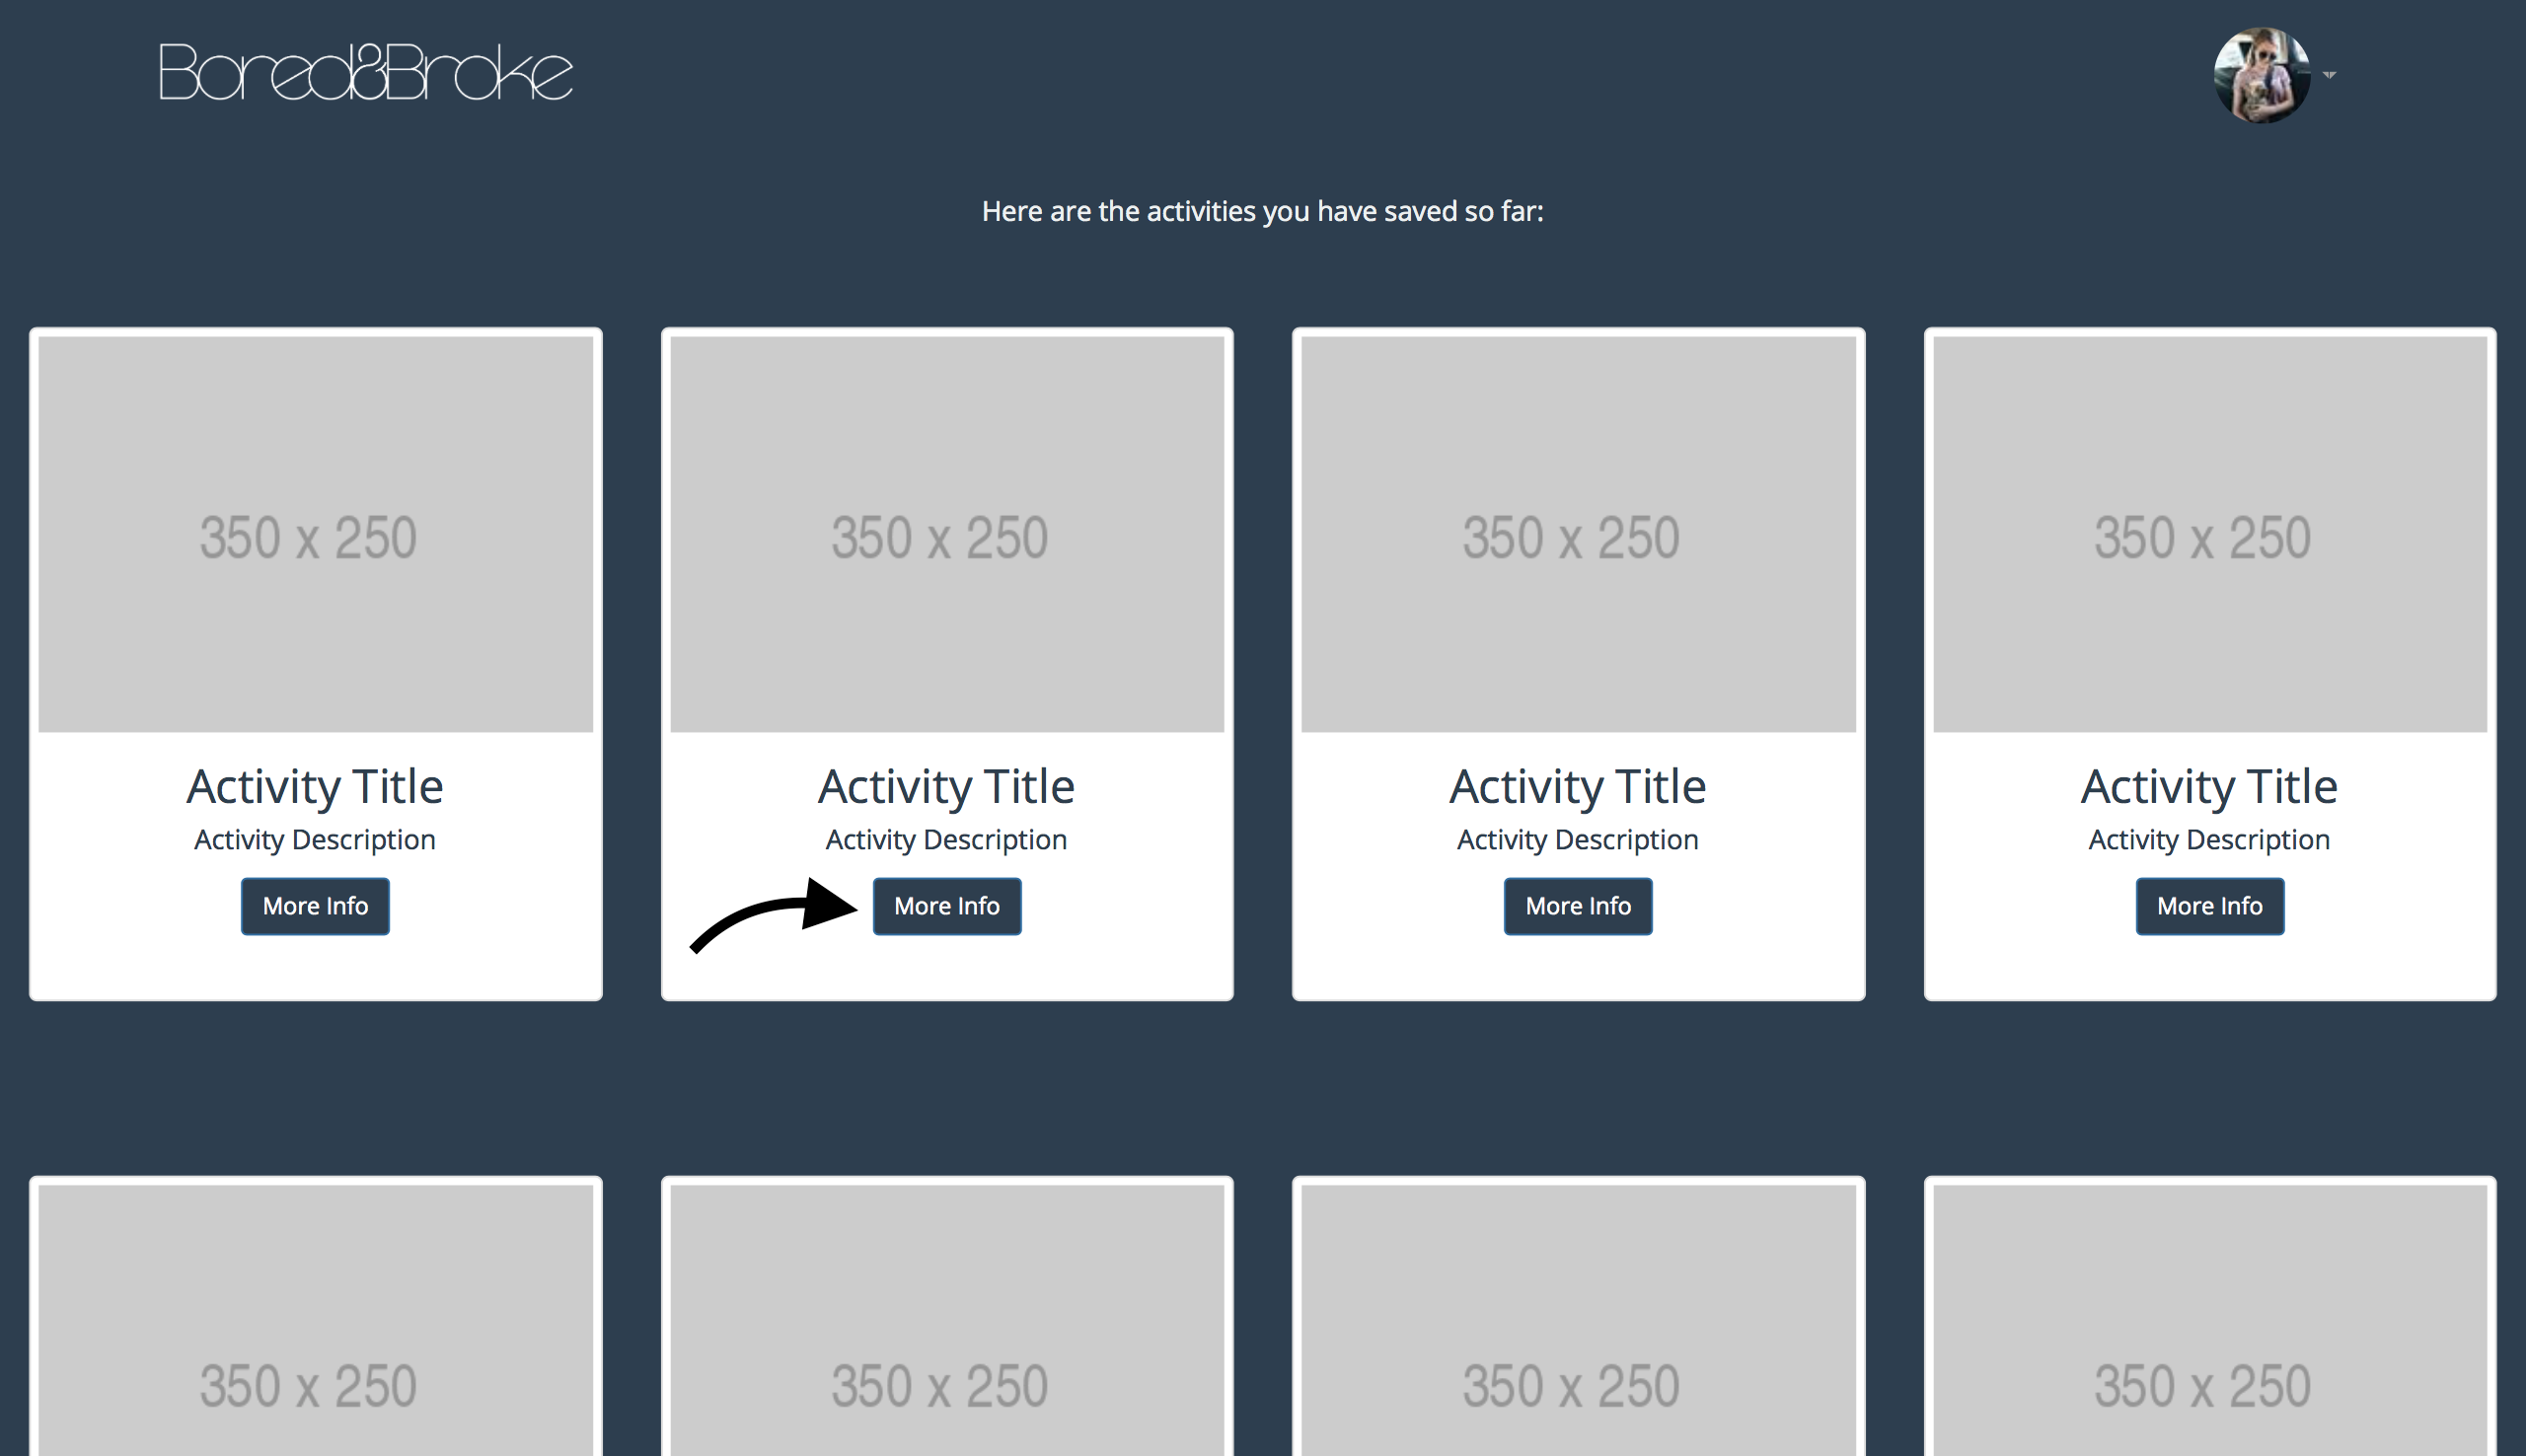 Bored&Broke
Here are the activities you have saved so far:
350 x 250
350 x 250
350 x 250
350 x 250
Activity Title
Activity Description
More Info
Activity Title
Activity Description
More Info
Activity Title
Activity Description
More Info
Activity Title
Activity Description
More Info
350 x 250
350 x 250
350 x 250
350 x 250